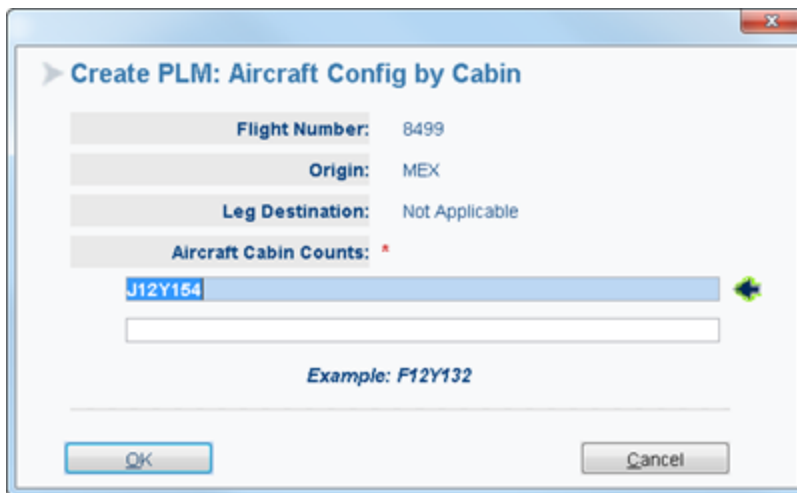 Create PLM: Aircraft Config by Cabin
Flight Number: 8499
Origin: MEX
Leg Destination: Not Applicable
Aircraft Cabin Counts: *
J12Y154
Example: F12Y132
OK Cancel